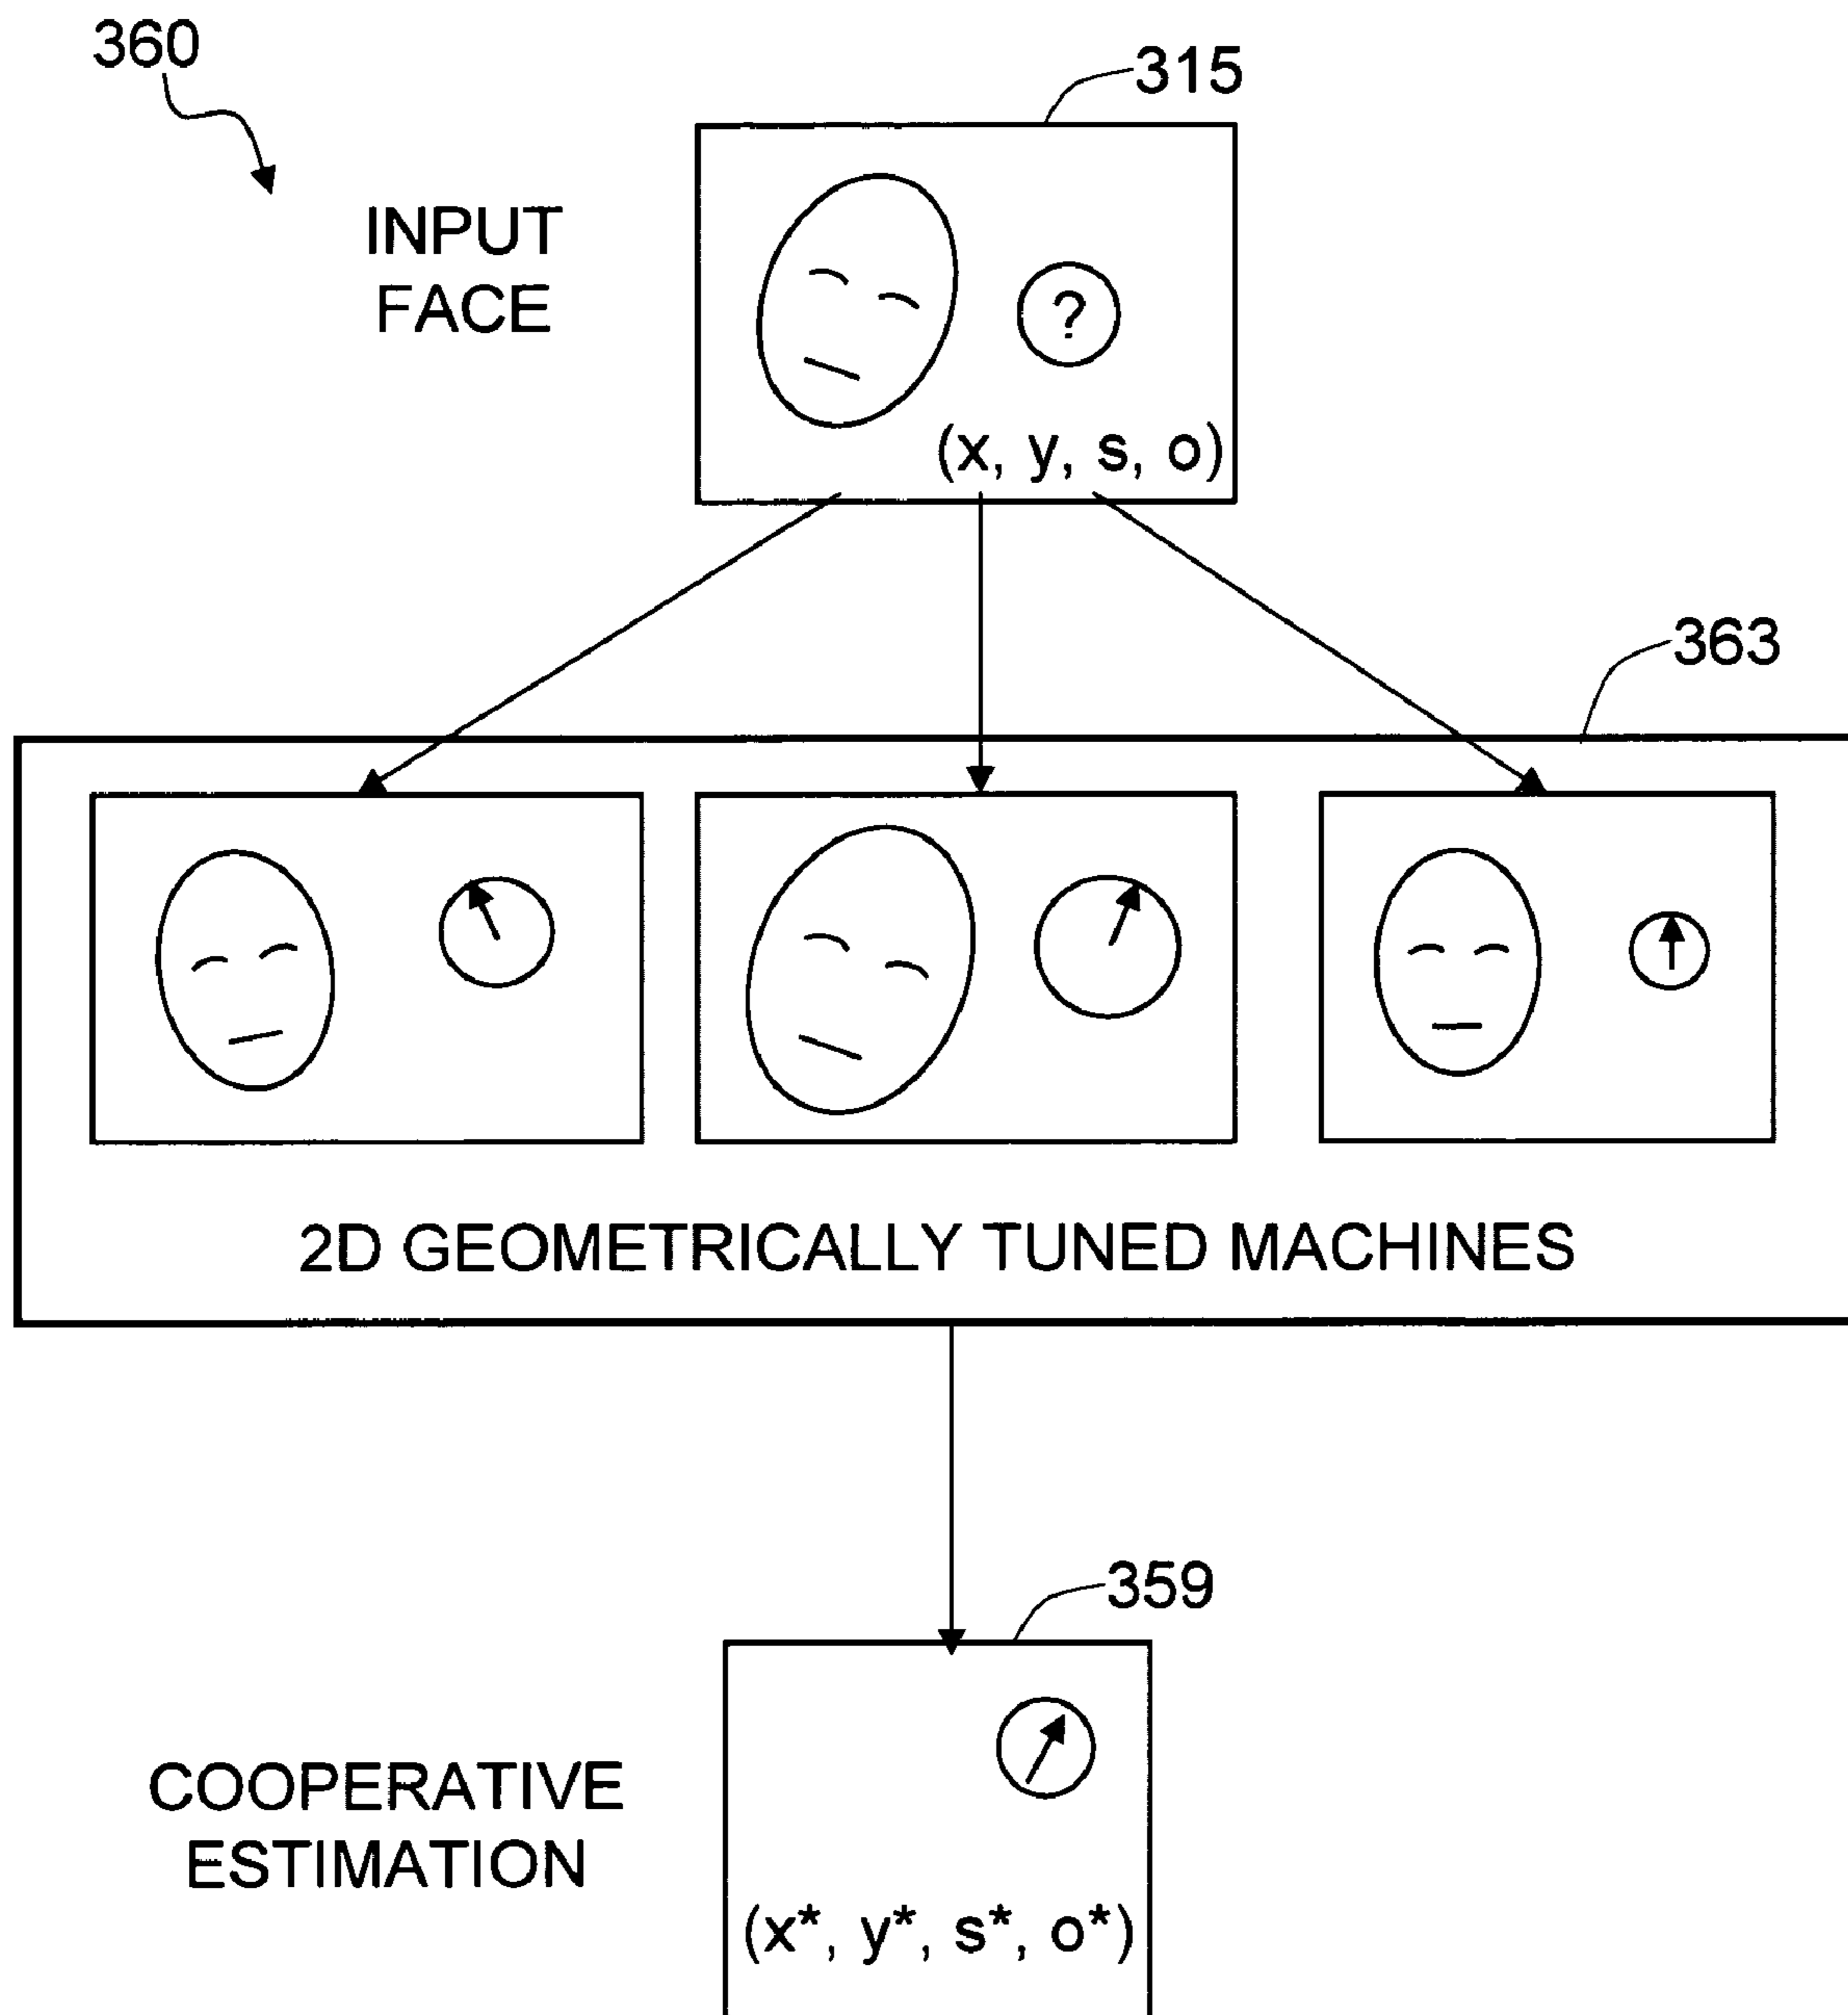 360
315
INPUT
FACE
?
(x, y, s, o)
363
2D GEOMETRICALLY TUNED MACHINES
359
COOPERATIVE
ESTIMATION
(x*, y*, s*, o*)